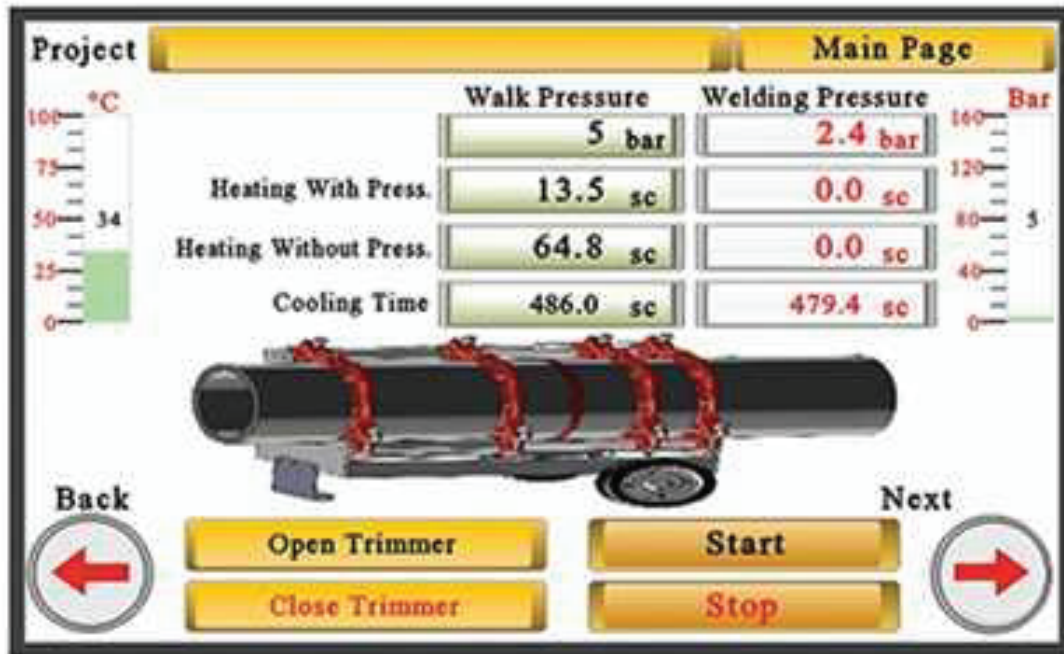 Project
Main Page
°C
Walk Pressure
Welding Pressure
Bar
100
75
50
25
0
34
5 bar
2.4 bar
Heating With Press.
13.5 sc
0.0 sc
Heating Without Press.
64.8 sc
0.0 sc
Cooling Time
486.0 sc
479.4 sc
160
120
80
40
0
5
Back
Next
Open Trimmer
Start
Close Trimmer
Stop